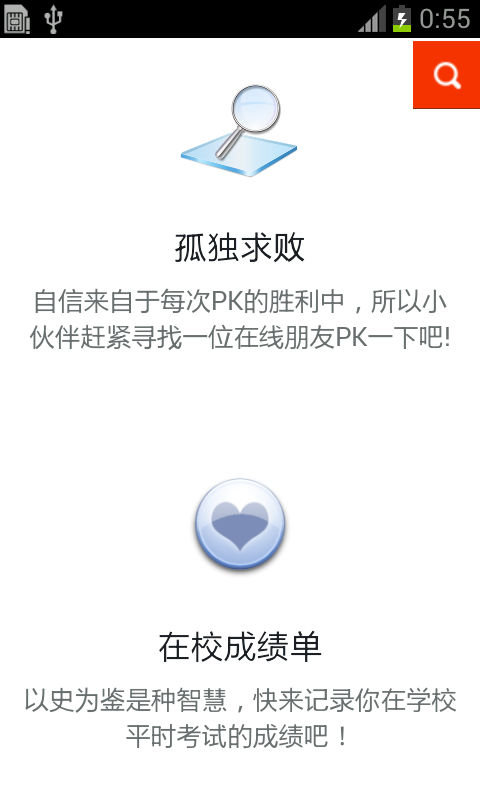 0:55
孤独求败
自信来自于每次PK的胜利中，所以小
伙伴赶紧寻找一位在线朋友PK一下吧!
在校成绩单
以史为鉴是种智慧，快来记录你在学校
平时考试的成绩吧！